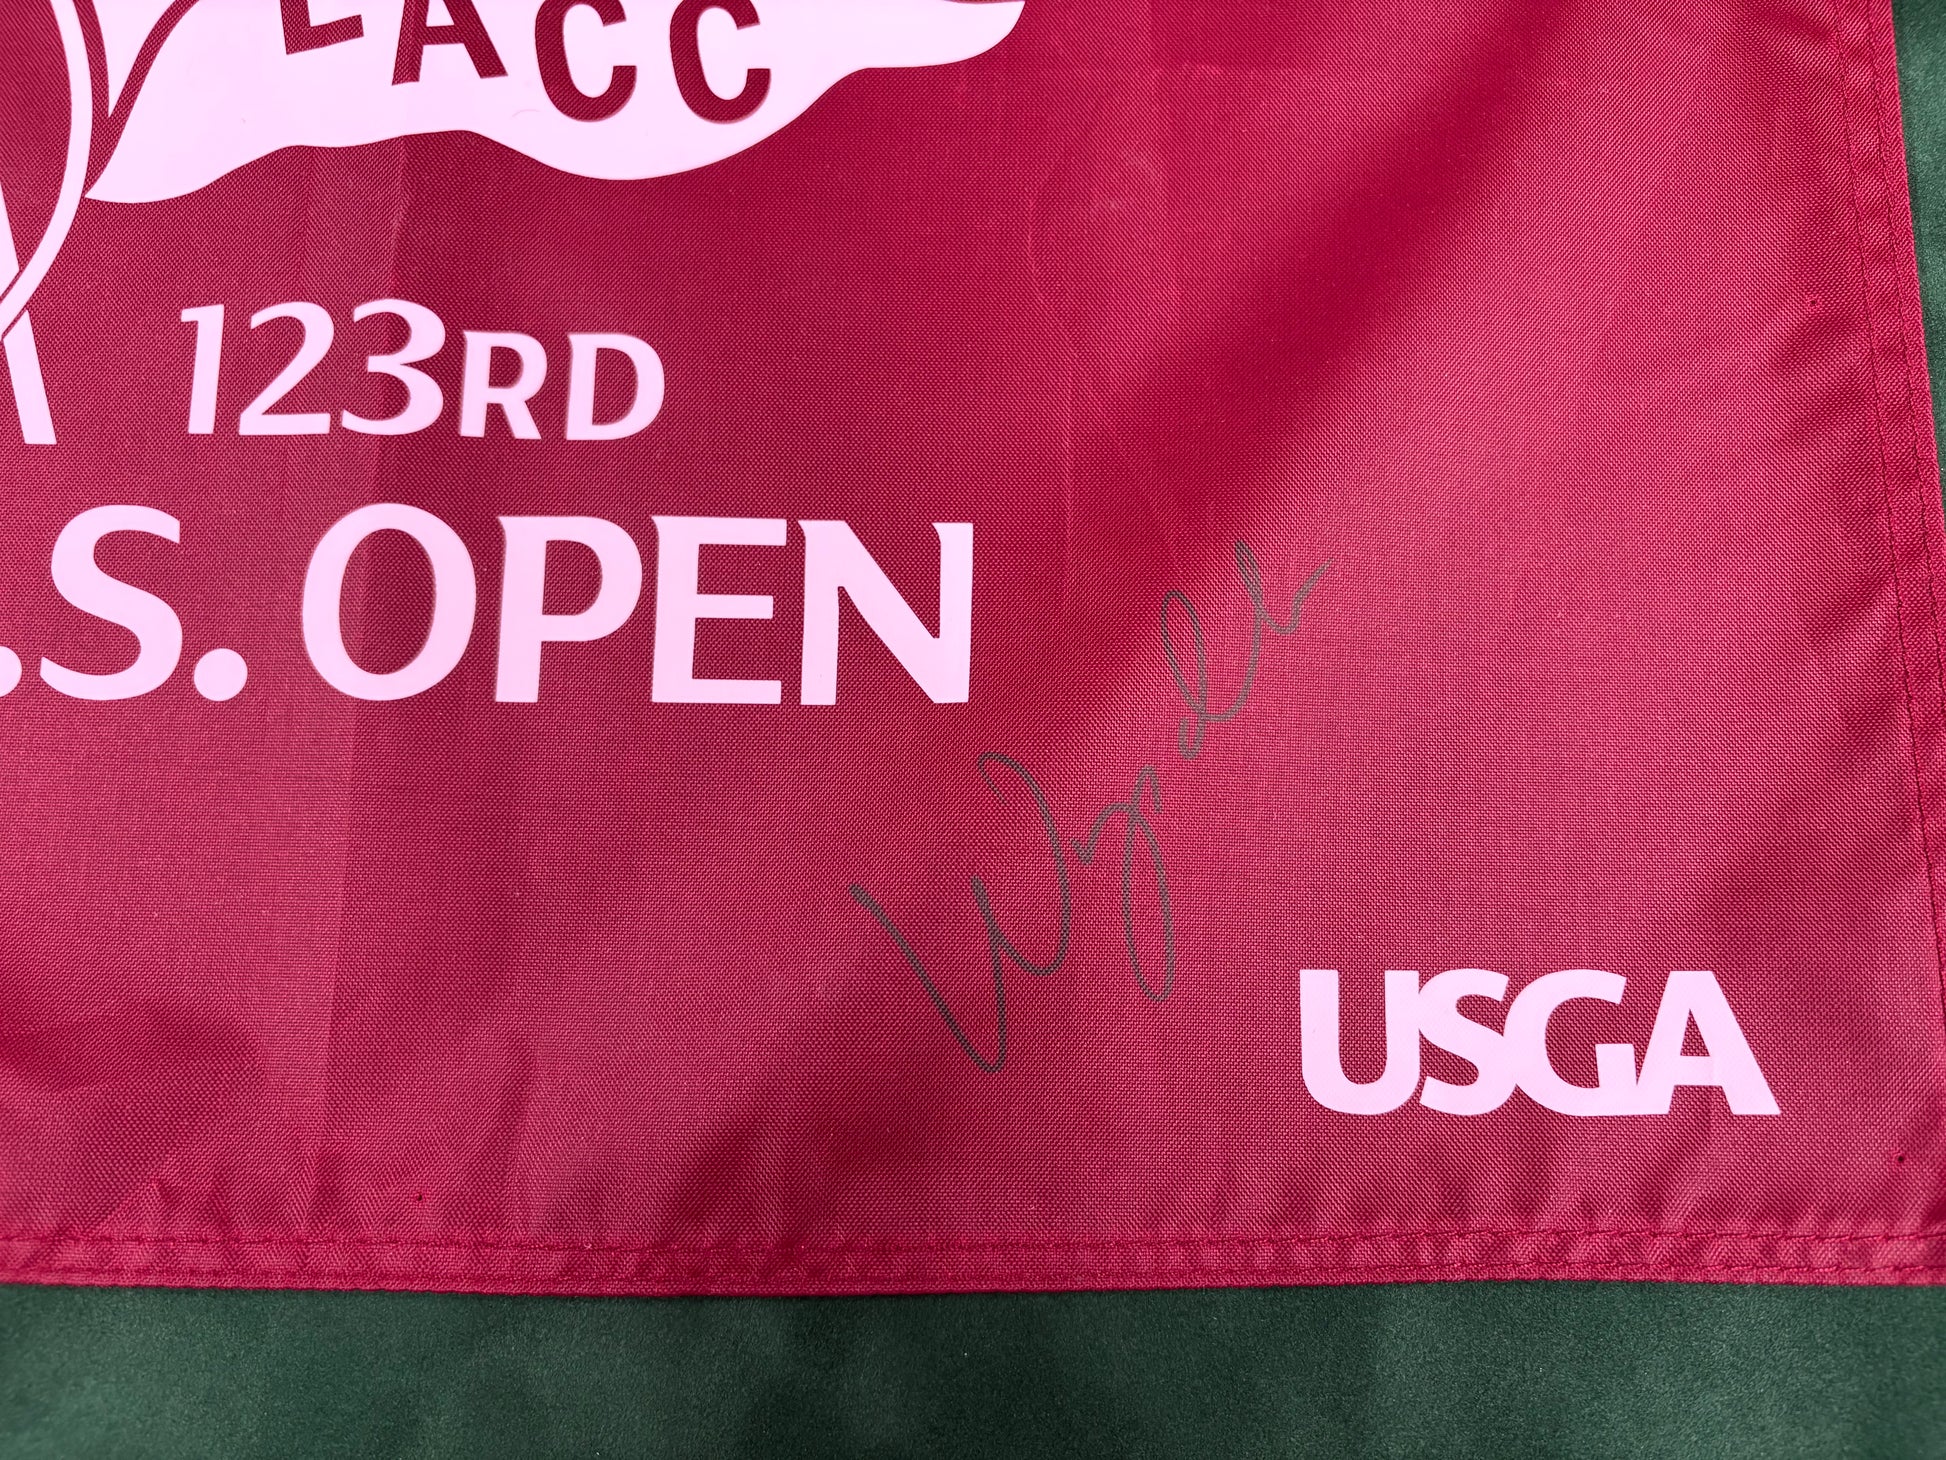 LACC
123RD
.S. OPEN
USGA